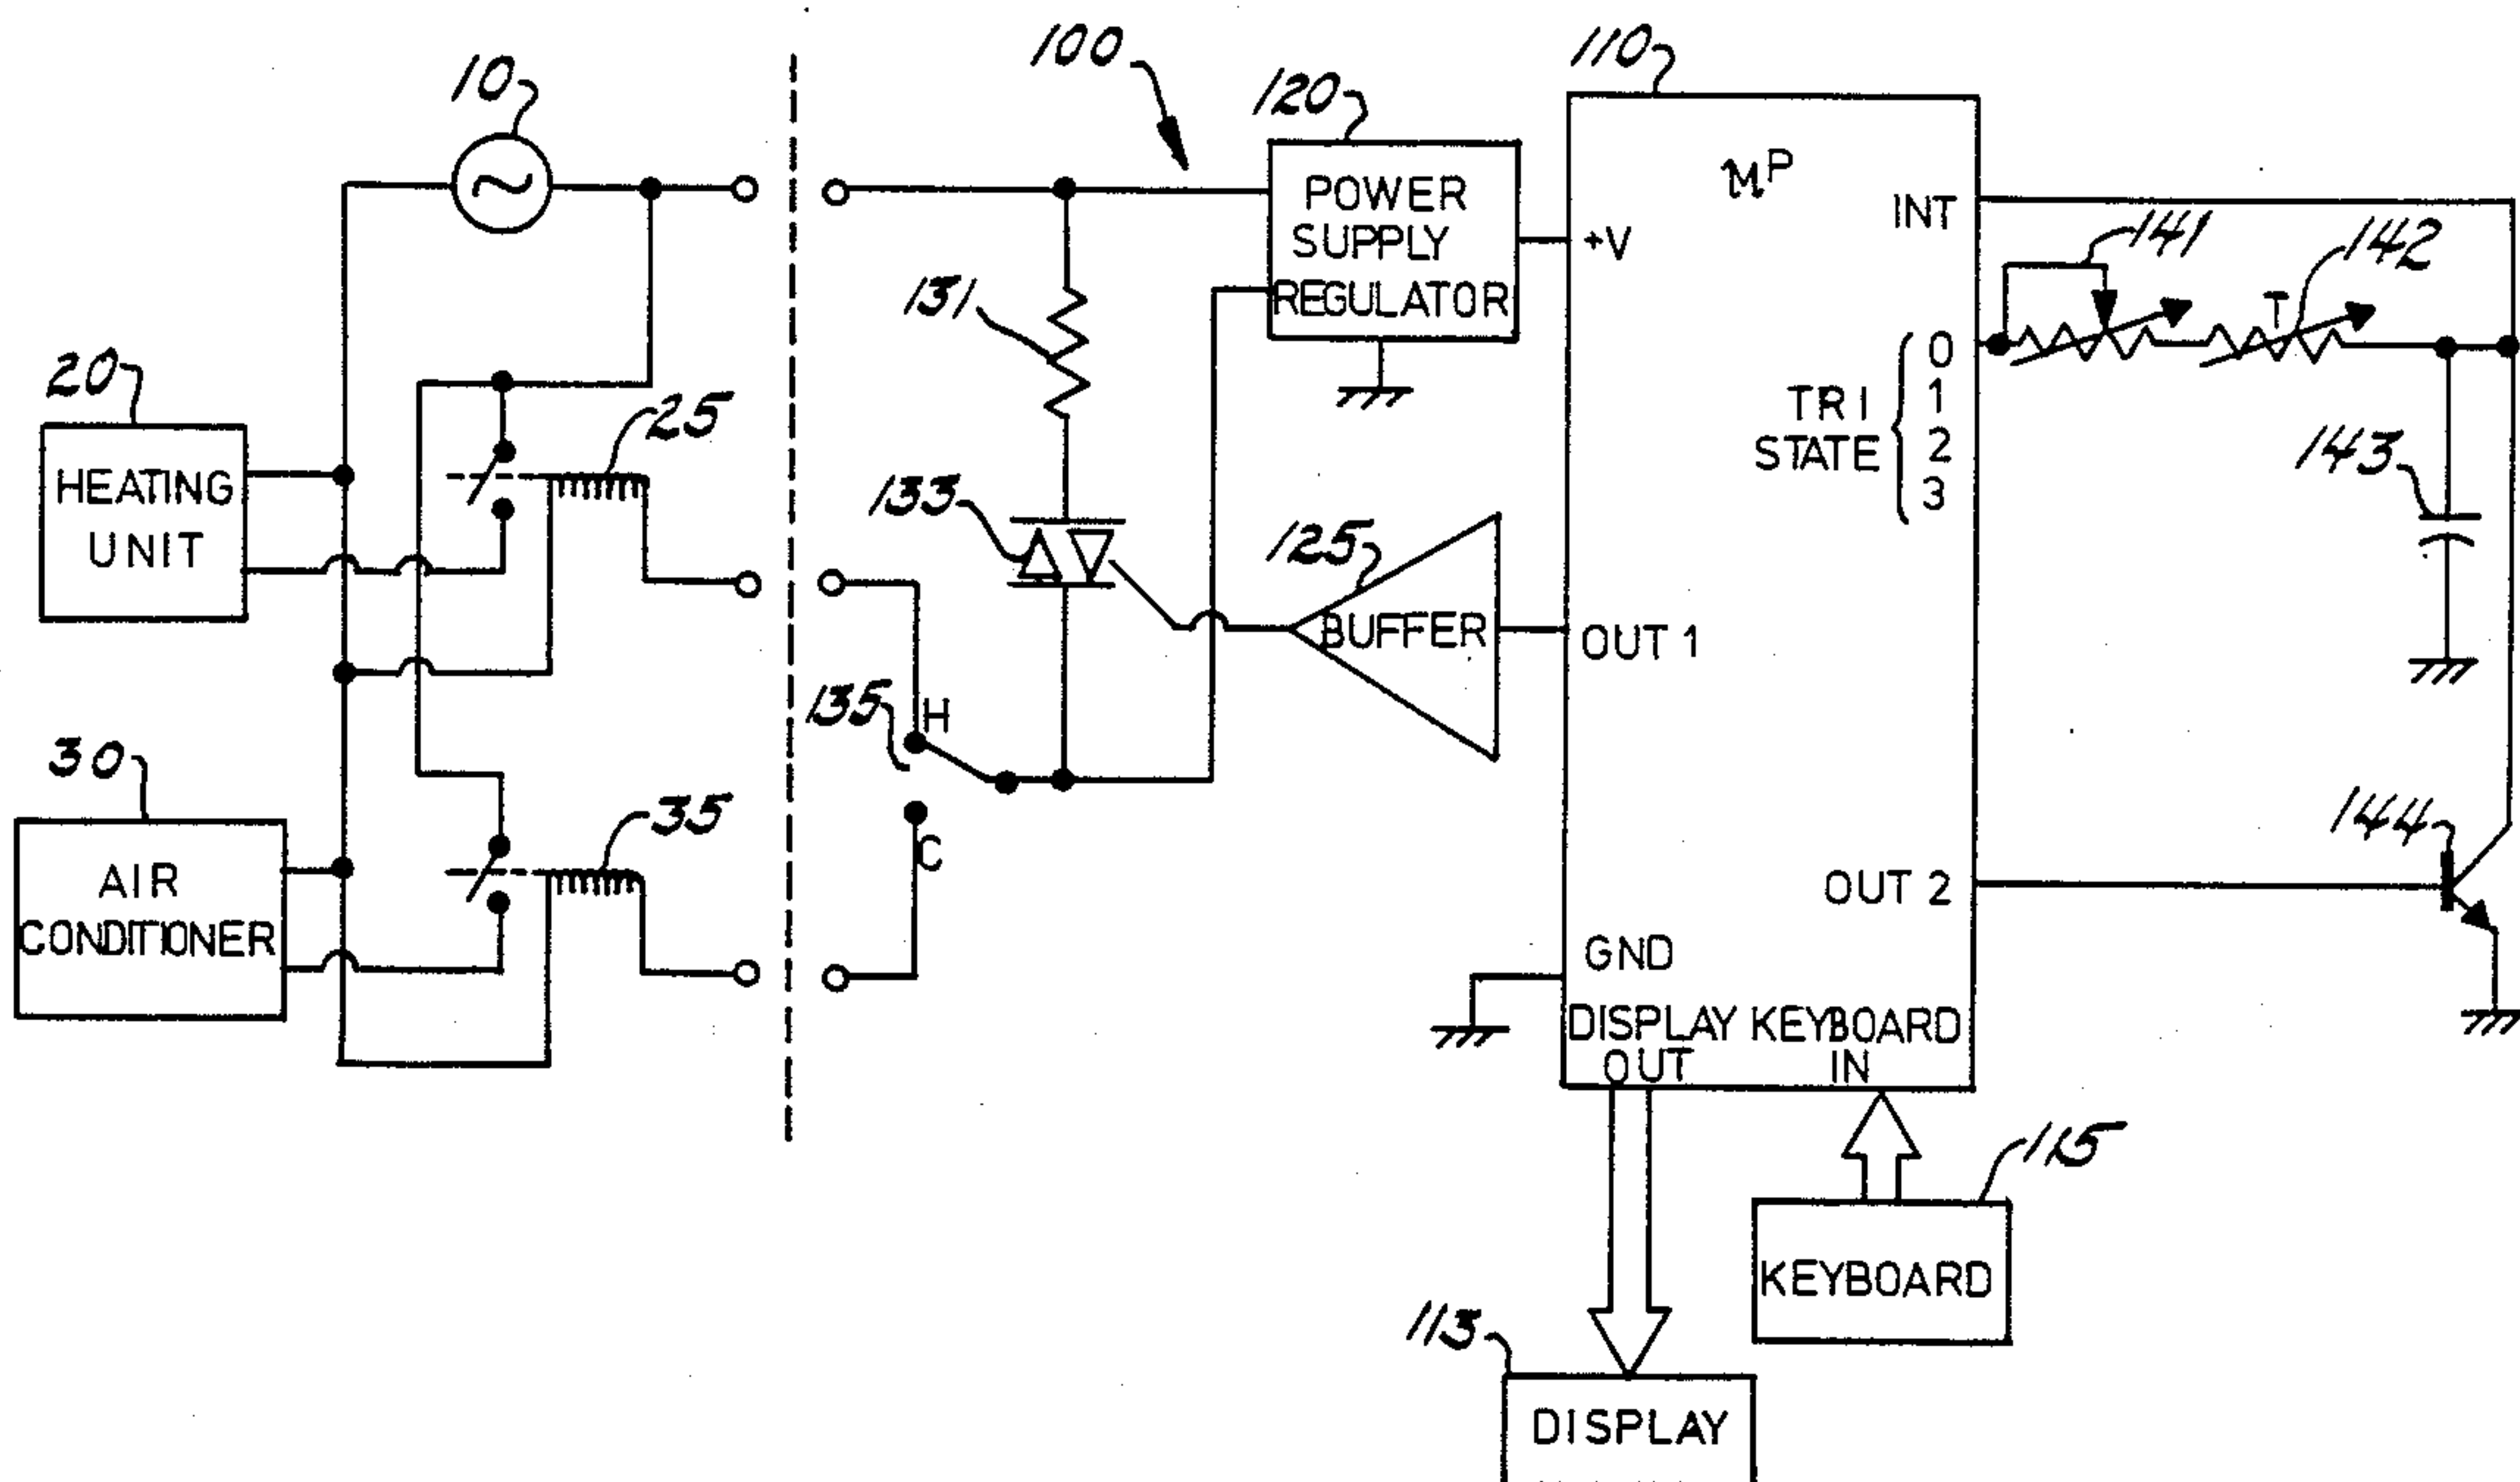 10
100
120
110
POWER
SUPPLY
REGULATOR
μP
INT
+V
141
142
T
131
20
25
HEATING
UNIT
TRI
STATE
0
1
2
3
143
133
125
BUFFER
OUT 1
135
H
C
30
35
AIR
CONDITIONER
144
OUT 2
GND
DISPLAY
OUT
KEYBOARD
IN
115
KEYBOARD
113
DISPLAY